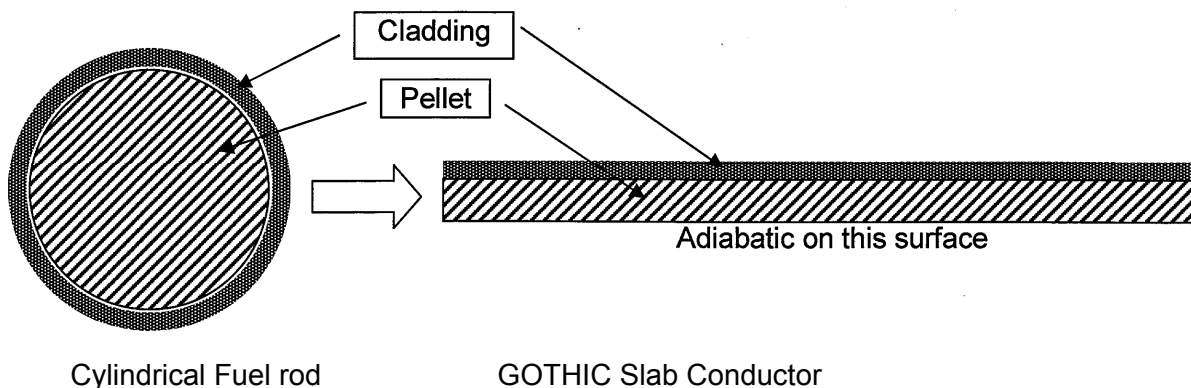 Cladding
Pellet
Adiabatic on this surface
Cylindrical Fuel rod
GOTHIC Slab Conductor